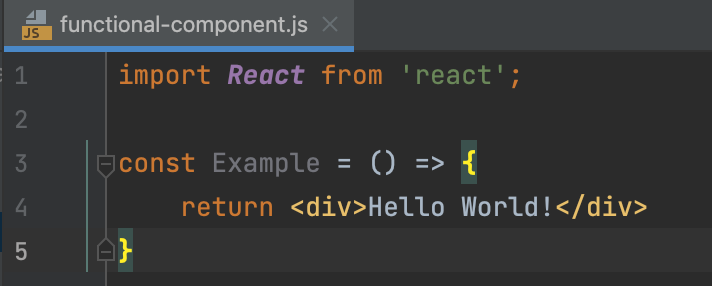 JS functional-component.js
1 import React from 'react';
2
3 const Example = () => {
4     return <div>Hello World!</div>
5 }